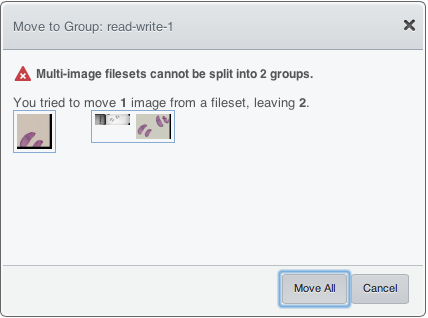 Move to Group: read-write-1
Multi-image filesets cannot be split into 2 groups.
You tried to move 1 image from a fileset, leaving 2.
Move All
Cancel